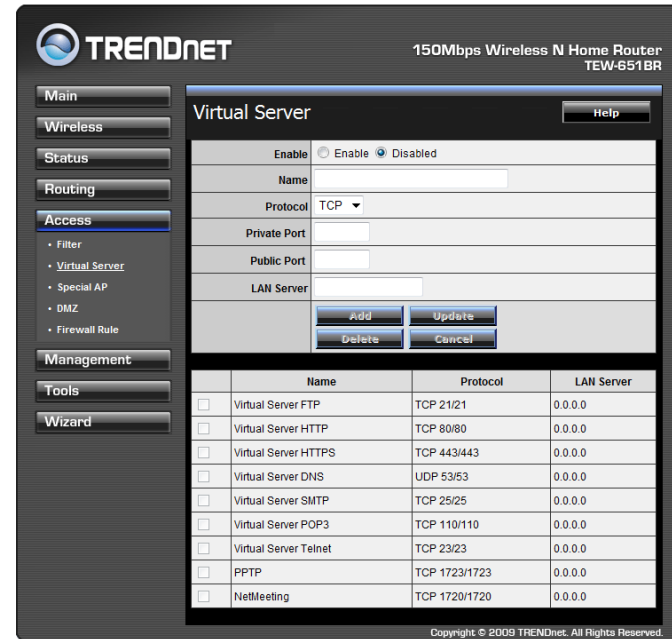 TRENDNET
150Mbps Wireless N Home Router
TEW-651BR
Main
Wireless
Status
Routing
Access
Filter
Virtual Server
Special AP
DMZ
Firewall Rule
Management
Tools
Wizard
Virtual Server
Help
Enable Enable Disabled
Name
Protocol TCP
Private Port
Public Port
LAN Server
Add Update
Delete Cancel
Name Protocol LAN Server
Virtual Server FTP TCP 21/21 0.0.0.0
Virtual Server HTTP TCP 80/80 0.0.0.0
Virtual Server HTTPS TCP 443/443 0.0.0.0
Virtual Server DNS UDP 53/53 0.0.0.0
Virtual Server SMTP TCP 25/25 0.0.0.0
Virtual Server POP3 TCP 110/110 0.0.0.0
Virtual Server Telnet TCP 23/23 0.0.0.0
PPTP TCP 1723/1723 0.0.0.0
NetMeeting TCP 1720/1720 0.0.0.0
Copyright © 2009 TRENDnet. All Rights Reserved.